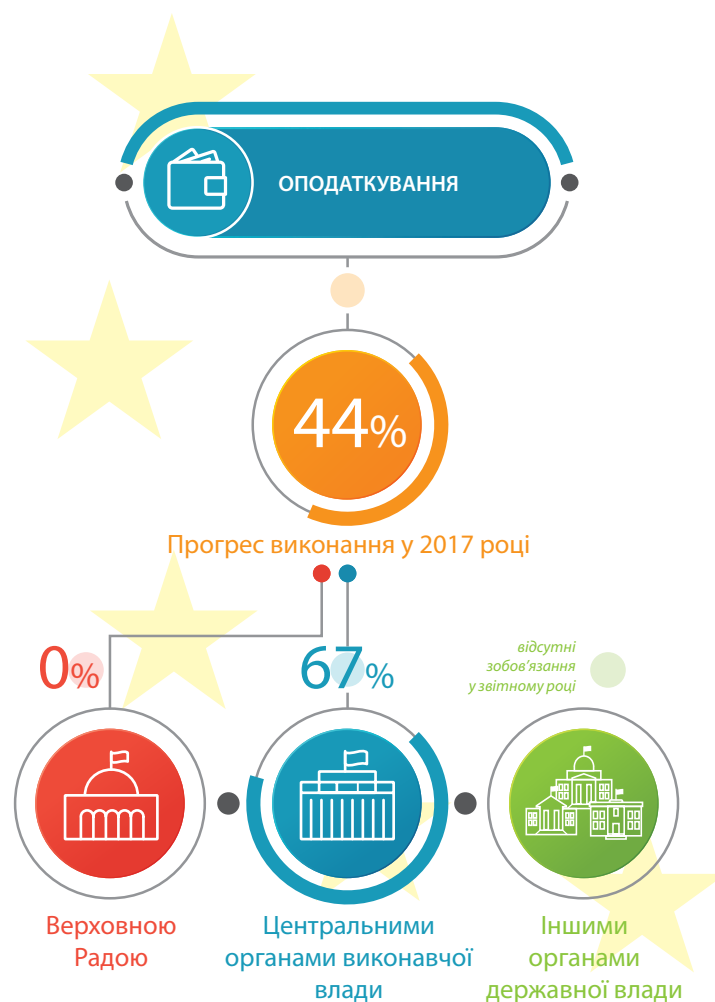 ОПОДАТКУВАННЯ
44%
Прогрес виконання у 2017 році
0%
67%
відсутні
зобов'язання
у звітному році
Верховною
Радою
Центральними
органами виконавчої
влади
Іншими
органами
державної влади